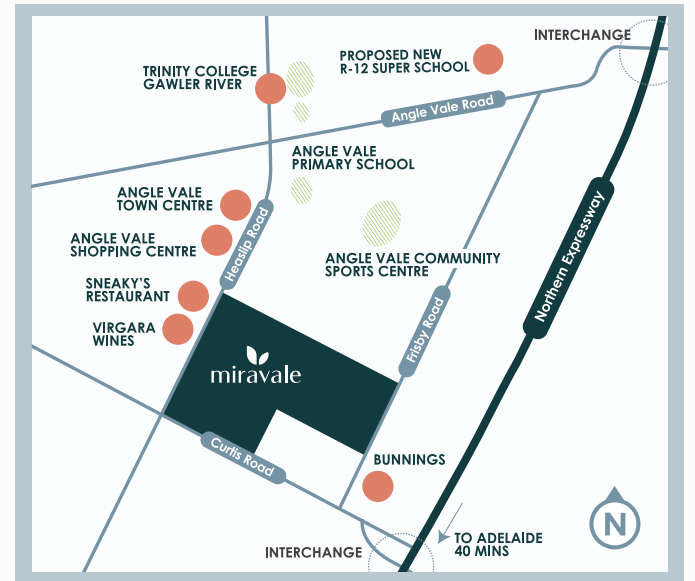 INTERCHANGE
PROPOSED NEW
R-12 SUPER SCHOOL
TRINITY COLLEGE
GAWLER RIVER
Angle Vale Road
ANGLE VALE
PRIMARY SCHOOL
ANGLE VALE
TOWN CENTRE
Heaslip Road
ANGLE VALE
SHOPPING CENTRE
ANGLE VALE COMMUNITY
SPORTS CENTRE
Northern Expressway
SNEAKY'S
RESTAURANT
VIRGARA
WINES
Frisby Road
miravale
Curtis Road
BUNNINGS
N
TO ADELAIDE
40 MINS
INTERCHANGE